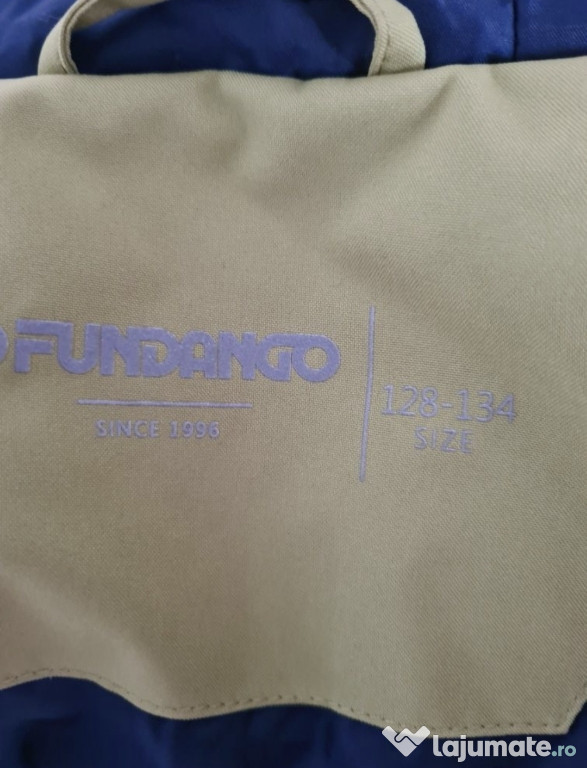 FUNDANGO
SINCE 1996
128-134
SIZE
lajumate.ro